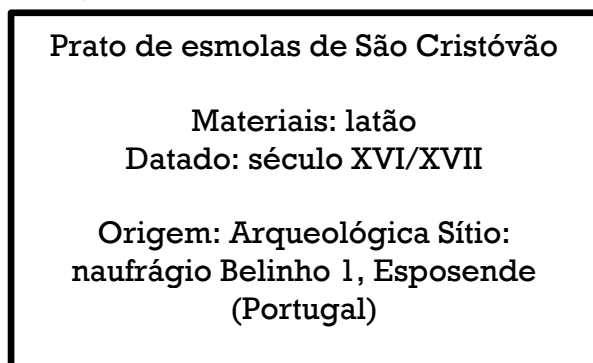 Prato de esmolas de São Cristóvão
Materiais: latão
Datado: século XVI/XVII
Origem: Arqueológica Sítio:
naufrágio Belinho 1, Esposende
(Portugal)